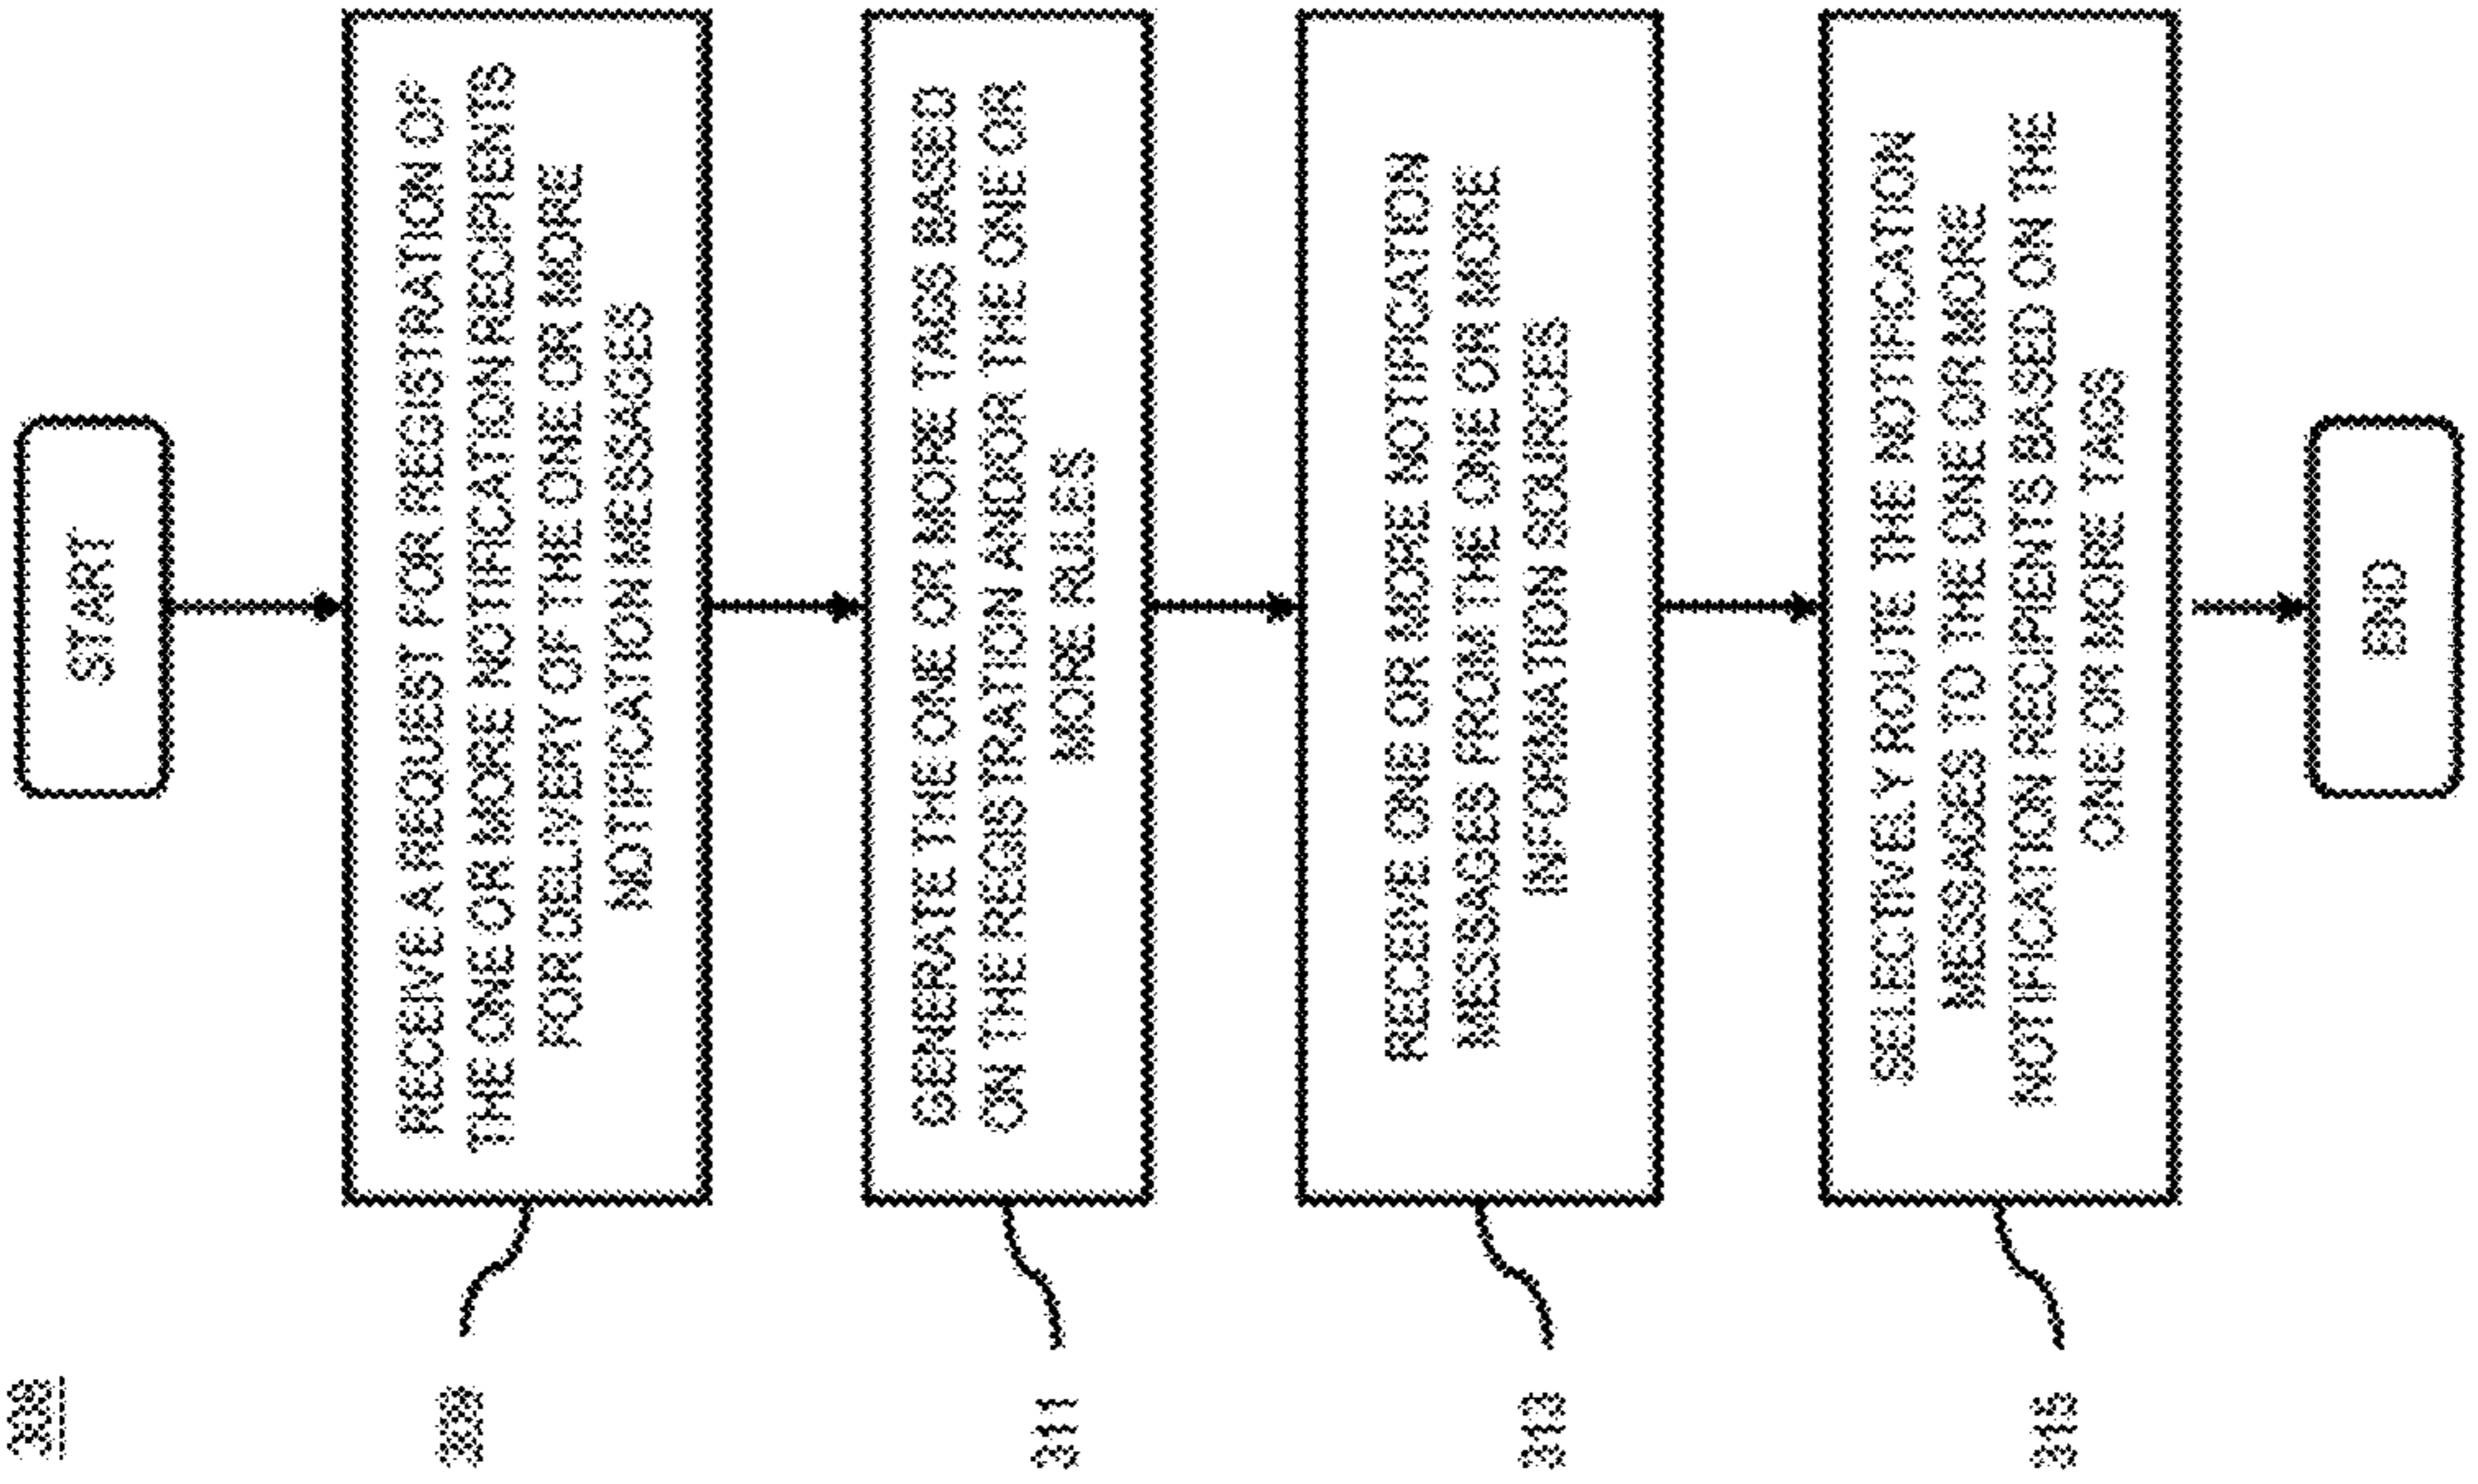 START
RECEIVE A REQUEST FOR REGISTRATION OF
THE ONE OR MORE NOTIFICATION RECIPIENTS
FOR DELIVERY OF THE ONE OR MORE
NOTIFICATION MESSAGES
GENERATE THE ONE OR MORE TAGS BASED
ON THE REGISTRATION AND/OR THE ONE OR
MORE RULES
311
RECEIVE ONE OR MORE NOTIFICATION
MESSAGES FROM THE ONE OR MORE
INFORMATION SOURCES
313
SELECTIVELY ROUTE THE NOTIFICATION
MESSAGES TO THE ONE OR MORE
NOTIFICATION RECIPIENTS BASED ON THE
ONE OR MORE TAGS
315
END